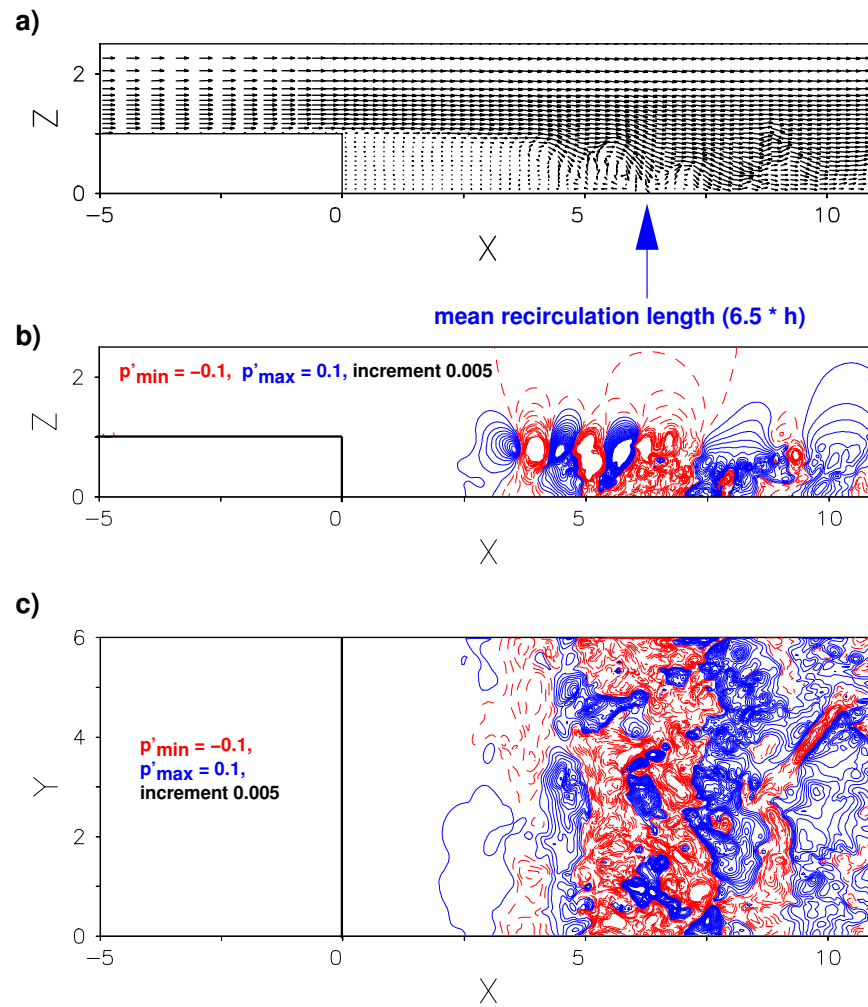 a)
2
Z
0
−5
0
5
10
X
mean recirculation length (6.5 * h)
b)
p’min = −0.1, p’max = 0.1, increment 0.005
2
Z
0
−5
0
5
10
X
c)
6
4
Y
p’min = −0.1,
p’max = 0.1,
increment 0.005
2
0
−5
0
5
10
X